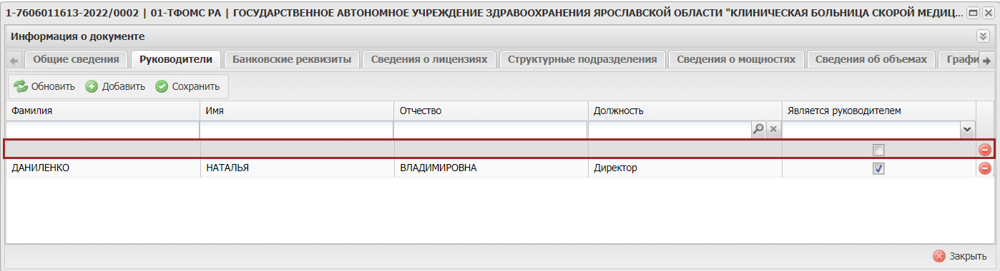 1-7606011613-2022/0002 | 01-ТФОМС РА | ГОСУДАРСТВЕННОЕ АВТОНОМНОЕ УЧРЕЖДЕНИЕ ЗДРАВООХРАНЕНИЯ ЯРОСЛАВСКОЙ ОБЛАСТИ "КЛИНИЧЕСКАЯ БОЛЬНИЦА СКОРОЙ МЕДИЦ...
Информация о документе
Общие сведения Руководители Банковские реквизиты Сведения о лицензиях Структурные подразделения Сведения о мощностях Сведения об объемах Графи
Обновить Добавить Сохранить
Фамилия Имя Отчество Должность Является руководителем
ДАНИЛЕНКО НАТАЛЬЯ ВЛАДИМИРОВНА Директор
Закрыть